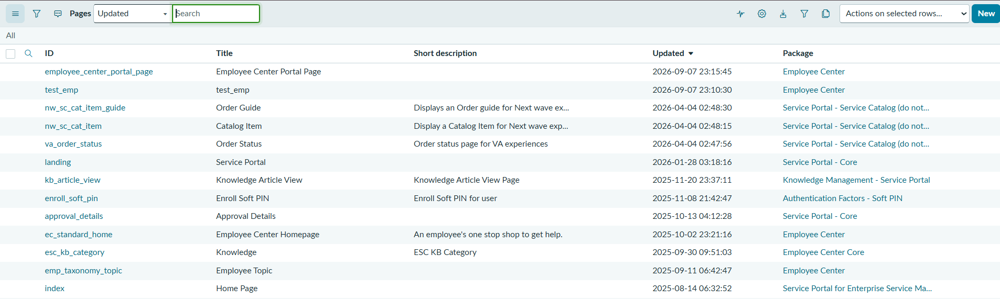 Pages Updated Search Actions on selected rows... New
All
ID Title Short description Updated Package
employee_center_portal_page Employee Center Portal Page 2026-09-07 23:15:45 Employee Center
test_emp test_emp 2026-09-07 23:10:30 Employee Center
nw_sc_cat_item_guide Order Guide Displays an Order guide for Next wave ex... 2026-04-04 02:48:30 Service Portal - Service Catalog (do not...
nw_sc_cat_item Catalog Item Display a Catalog Item for Next wave exp... 2026-04-04 02:48:15 Service Portal - Service Catalog (do not...
va_order_status Order Status Order status page for VA experiences 2026-04-04 02:47:56 Service Portal - Service Catalog (do not...
landing Service Portal 2026-01-28 03:18:16 Service Portal - Core
kb_article_view Knowledge Article View Knowledge Article View Page 2025-11-20 23:37:11 Knowledge Management - Service Portal
enroll_soft_pin Enroll Soft PIN Enroll Soft PIN for user 2025-11-08 21:42:47 Authentication Factors - Soft PIN
approval_details Approval Details 2025-10-13 04:12:28 Service Portal - Core
ec_standard_home Employee Center Homepage An employee's one stop shop to get help. 2025-10-02 23:21:16 Employee Center
esc_kb_category Knowledge ESC KB Category 2025-09-30 09:51:03 Employee Center Core
emp_taxonomy_topic Employee Topic 2025-09-11 06:42:47 Employee Center
index Home Page 2025-08-14 06:32:52 Service Portal for Enterprise Service Ma...